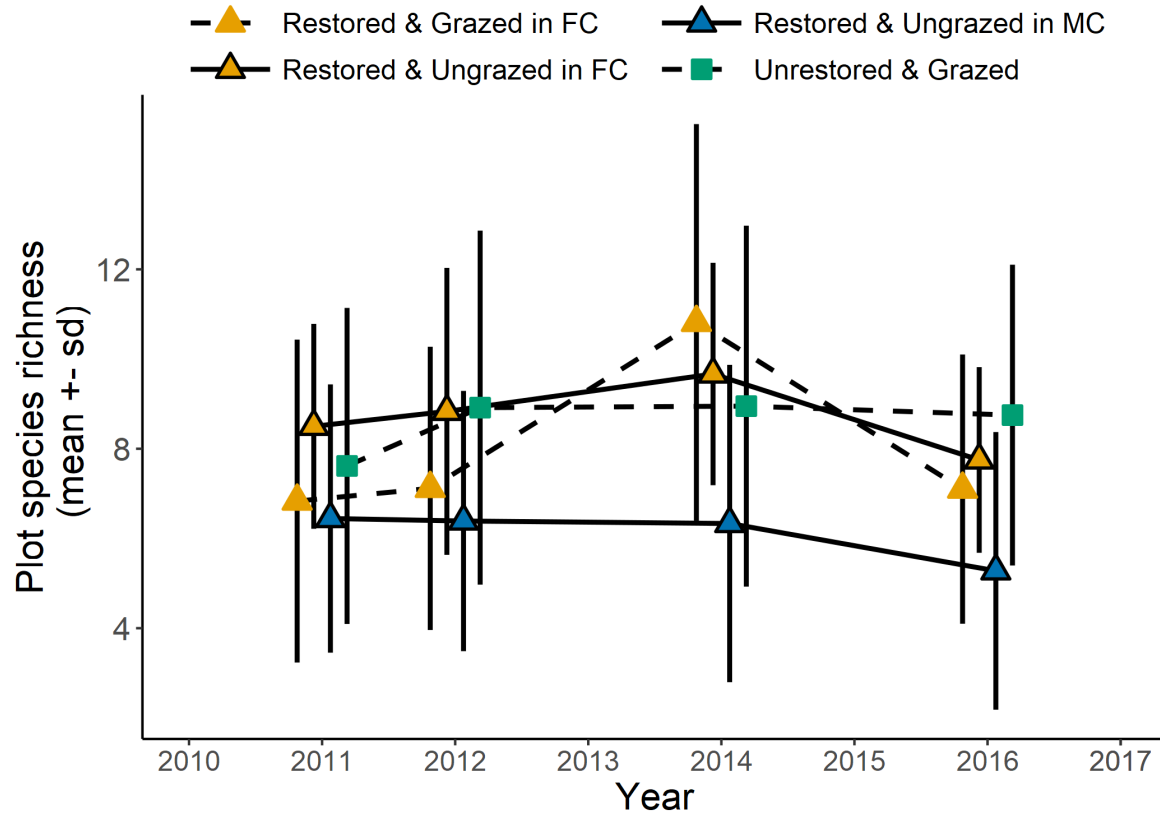 Restored & Grazed in FC
Restored & Ungrazed in MC
Restored & Ungrazed in FC
Unrestored & Grazed
Plot species richness
(mean +- sd)
12
8
4
2010
2011
2012
2013
2014
2015
2016
2017
Year